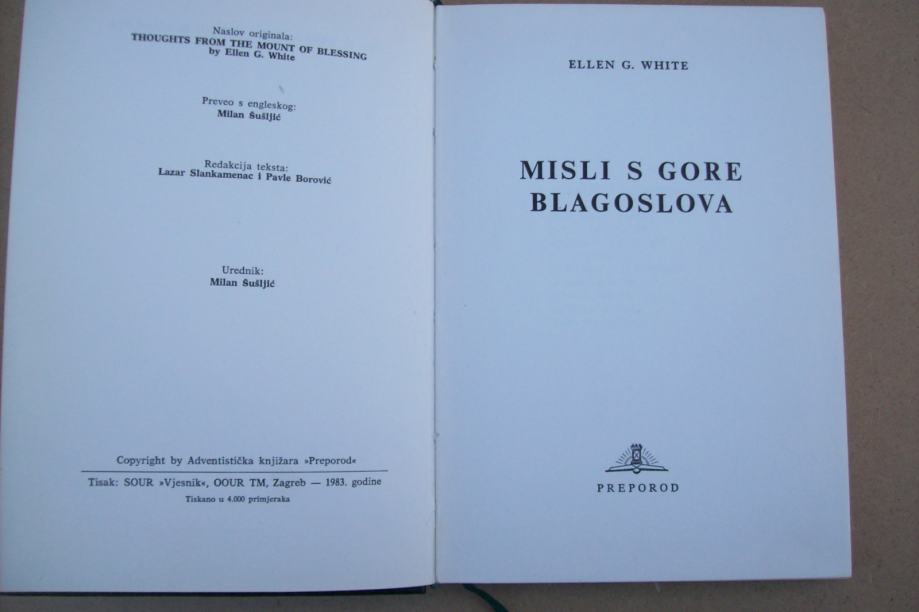 Naslov originala:
THOUGHTS FROM THE MOUNT OF BLESSING
by Ellen G. White
Preveo s engleskog:
Milan Šušljić
Redakcija teksta:
Lazar Slankamenac i Pavle Borović
Urednik:
Milan Šušljić
Copyright by Adventistička knjižara »Preporod«
Tisak: SOUR »Vjesnik«, OOUR TM, Zagreb — 1983. godine
Tiskano u 4.000 primjeraka
ELLEN G. WHITE
MISLI S GORE
BLAGOSLOVA
PREPOROD